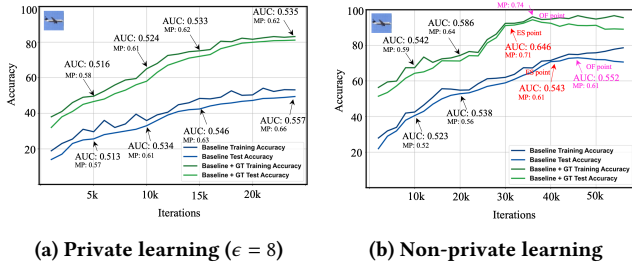 AUC: 0.535
MP: 0.62
AUC: 0.533
MP: 0.62
AUC: 0.524
MP: 0.61
AUC: 0.516
MP: 0.58
AUC: 0.557
MP: 0.66
AUC: 0.546
MP: 0.63
AUC: 0.534
MP: 0.61
AUC: 0.513
MP: 0.57
Baseline Training Accuracy
Baseline Test Accuracy
Baseline + GT Training Accuracy
Baseline + GT Test Accuracy
100
80
60
40
20
Accuracy
5k 10k 15k 20k
Iterations
(a) Private learning (ϵ = 8)
MP: 0.74
OF point
AUC: 0.586
MP: 0.64
AUC: 0.542
MP: 0.59
ES point
AUC: 0.646
MP: 0.71
OF point
ES point
AUC: 0.552
MP: 0.61
AUC: 0.543
MP: 0.61
AUC: 0.538
MP: 0.56
AUC: 0.523
MP: 0.52
Baseline Training Accuracy
Baseline Test Accuracy
Baseline + GT Training Accuracy
Baseline + GT Test Accuracy
100
80
60
40
20
Accuracy
10k 20k 30k 40k 50k
Iterations
(b) Non-private learning